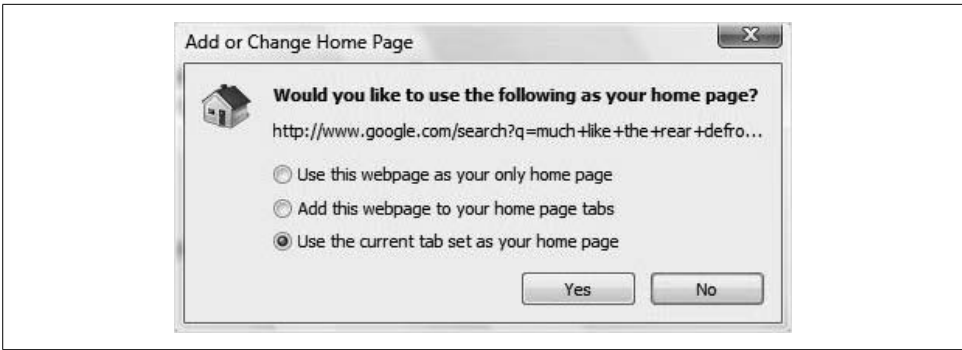 Add or Change Home Page
Would you like to use the following as your home page?
http://www.google.com/search?q=much+like+the+rear+defro...
Use this webpage as your only home page
Add this webpage to your home page tabs
Use the current tab set as your home page
Yes No